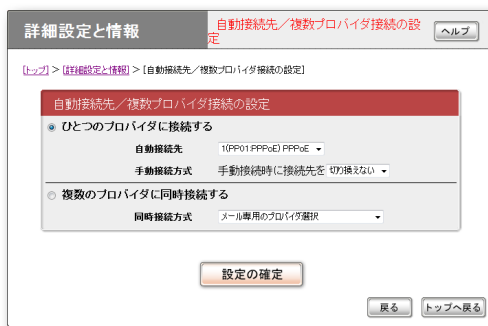 詳細設定と情報
自動接続先／複数プロバイダ接続の設
定
ヘルプ
[トップ] > [詳細設定と情報] > [自動接続先／複数プロバイダ接続の設定]
自動接続先／複数プロバイダ接続の設定
ひとつのプロバイダに接続する
自動接続先 1(PP01:PPPoE) PPPoE
手動接続方式 手動接続時に接続先を 切り換えない
複数のプロバイダに同時接続する
同時接続方式 メール専用のプロバイダ選択
設定の確定
戻る トップへ戻る